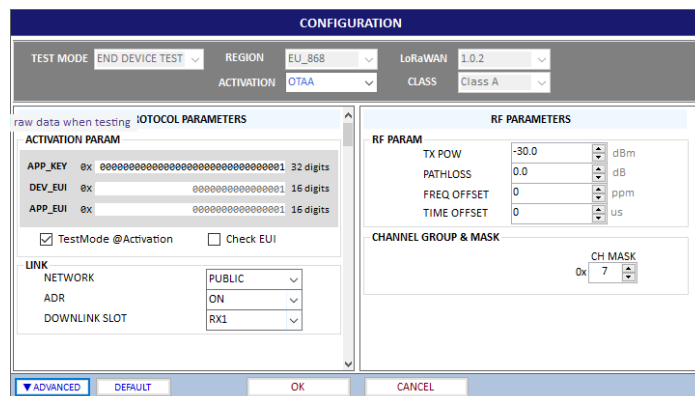 CONFIGURATION
TEST MODE END DEVICE TEST REGION EU_868 LoRaWAN 1.0.2
ACTIVATION OTAA CLASS Class A
raw data when testing OTOCOL PARAMETERS RF PARAMETERS
ACTIVATION PARAM
APP_KEY 0x 00000000000000000000000000000001 32 digits
DEV_EUI 0x 0000000000000001 16 digits
APP_EUI 0x 0000000000000001 16 digits
TestMode @Activation Check EUI
LINK
NETWORK PUBLIC
ADR ON
DOWNLINK SLOT RX1
RF PARAM
TX POW -30.0 dBm
PATHLOSS 0.0 dB
FREQ OFFSET 0 ppm
TIME OFFSET 0 us
CHANNEL GROUP & MASK
CH MASK
0x 7
▼ ADVANCED DEFAULT OK CANCEL